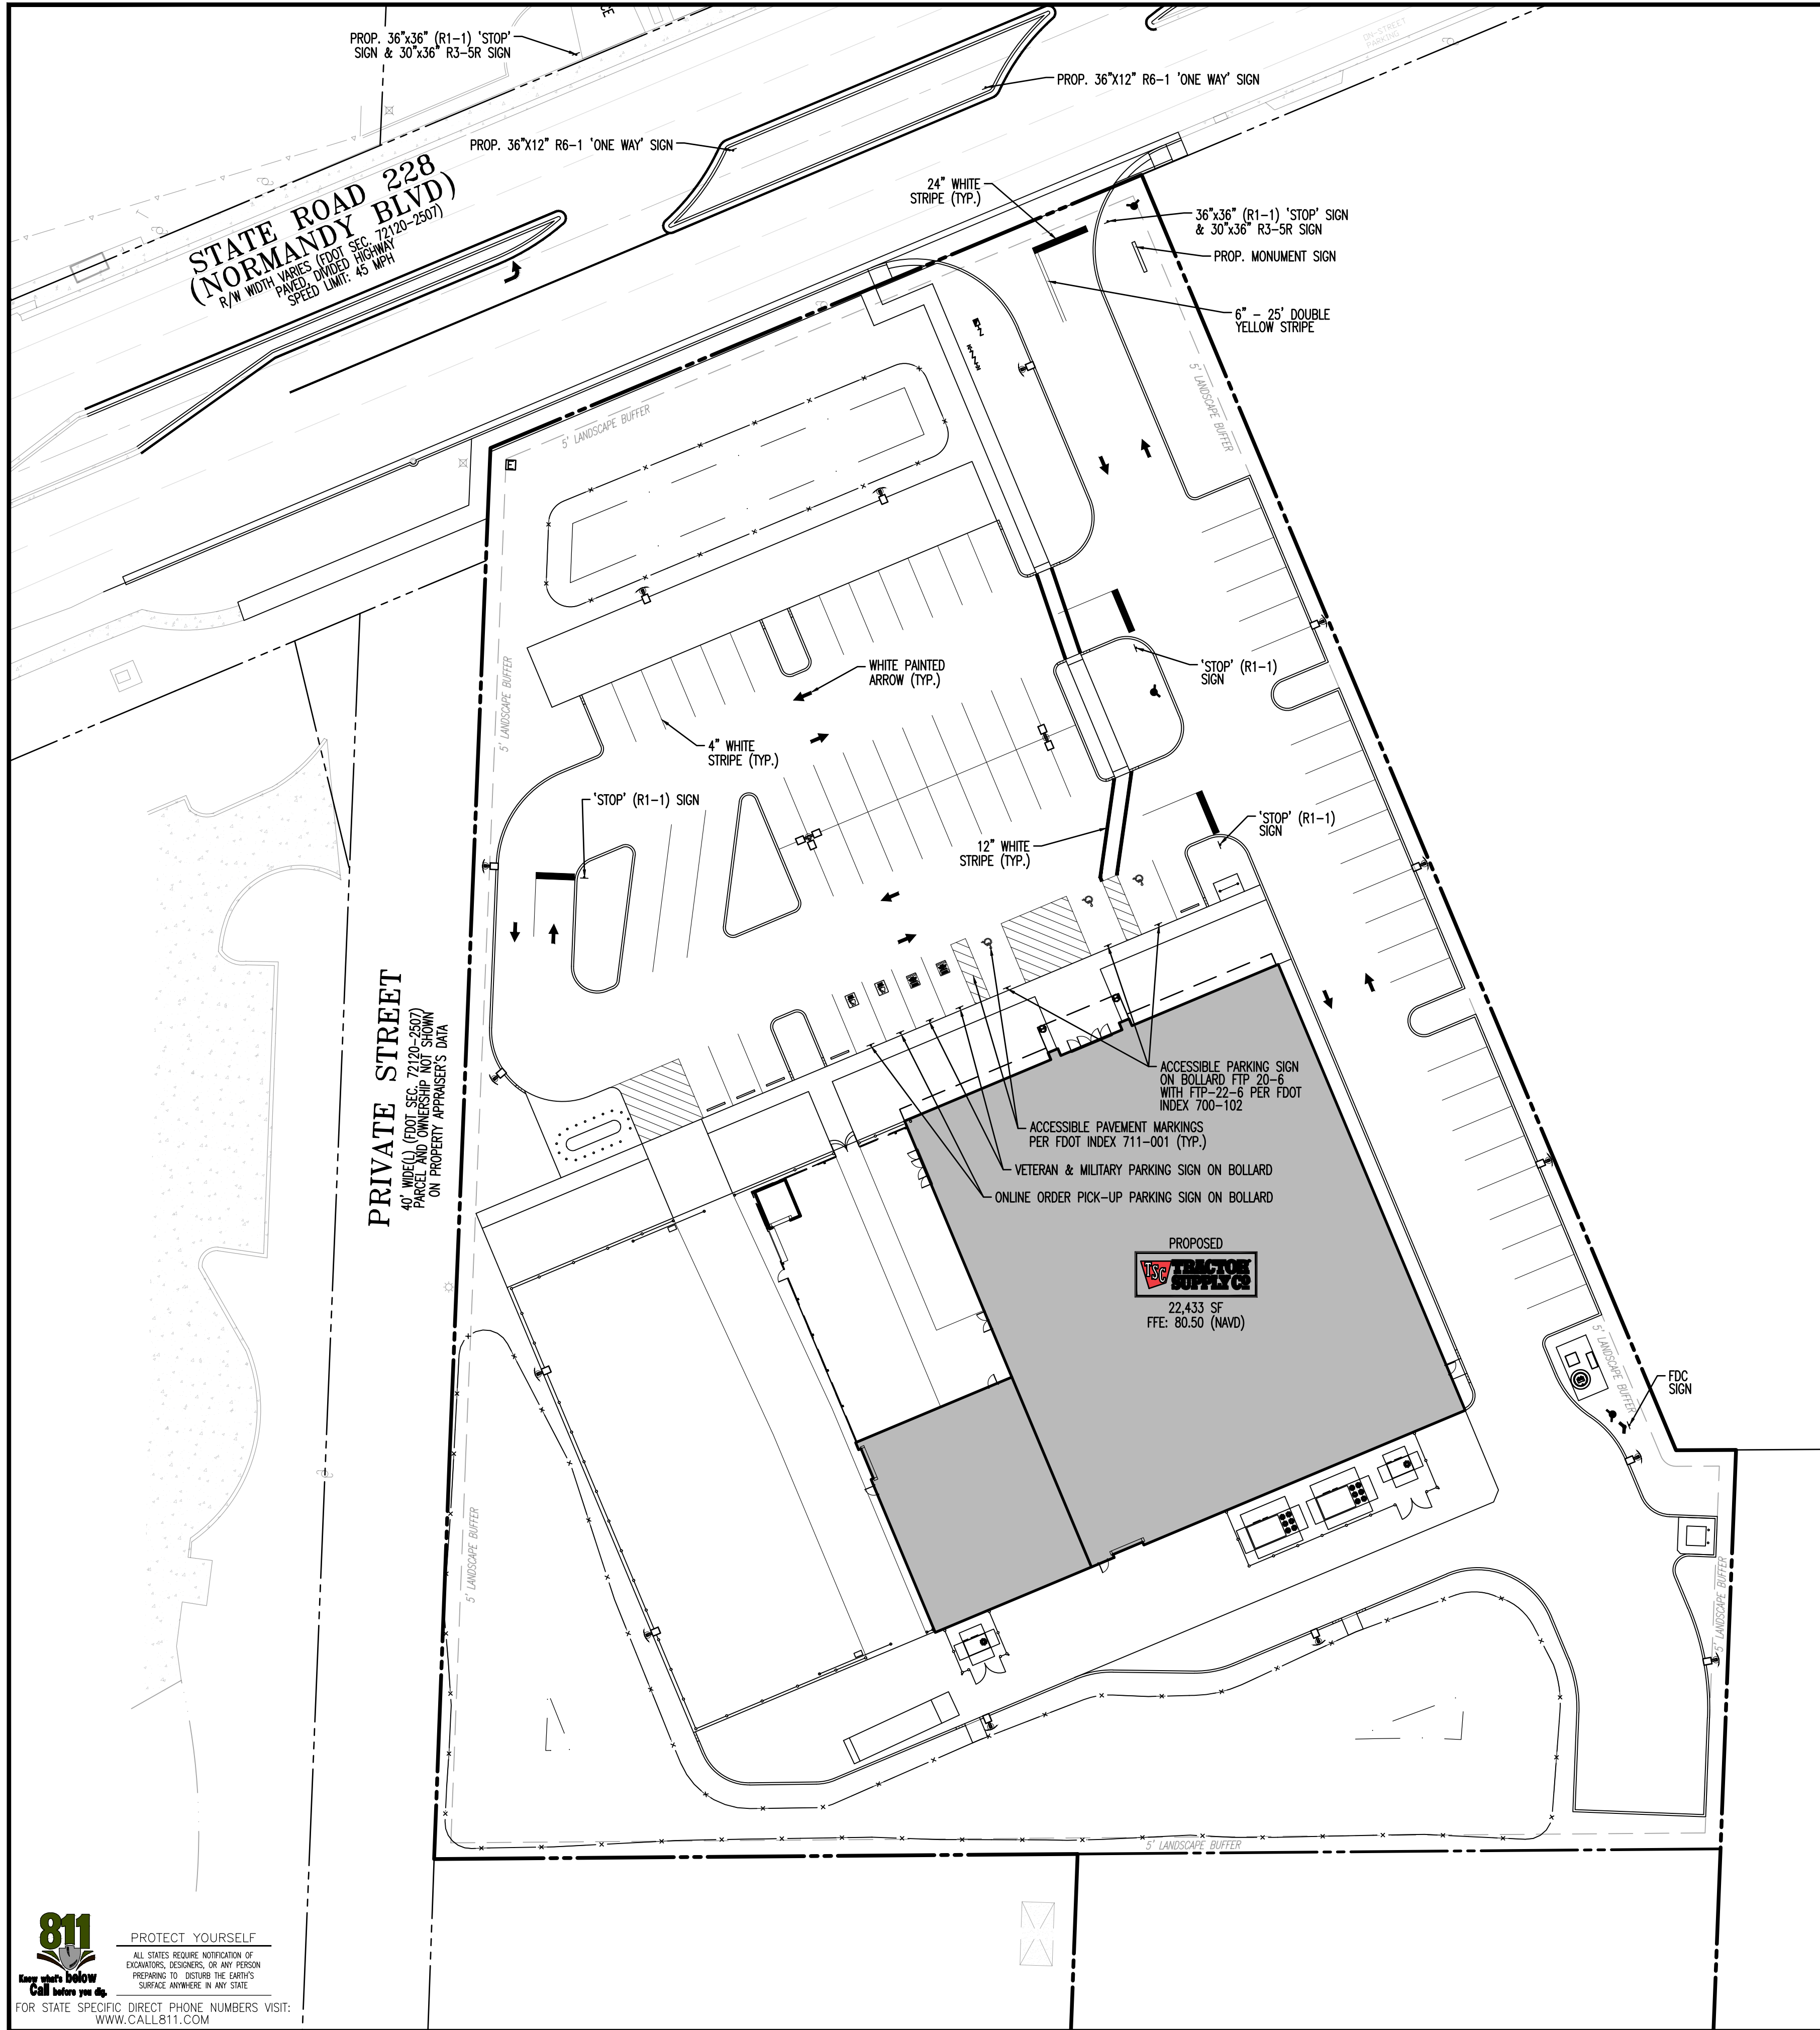 PROP. 36"x36" (R1-1) 'STOP'
SIGN & 30"x36" R3-5R SIGN
ON-STREET
PARKING
PROP. 36"X12" R6-1 'ONE WAY' SIGN
PROP. 36"X12" R6-1 'ONE WAY' SIGN
STATE ROAD 228
(NORMANDY BLVD)
R/W WIDTH VARIES (FDOT SEC. 72120-2507)
PAVED, DIVIDED HIGHWAY
SPEED LIMIT: 45 MPH
24" WHITE
STRIPE (TYP.)
36"x36" (R1-1) 'STOP' SIGN
& 30"x36" R3-5R SIGN
PROP. MONUMENT SIGN
6" - 25' DOUBLE
YELLOW STRIPE
5' LANDSCAPE BUFFER
5' LANDSCAPE BUFFER
5' LANDSCAPE BUFFER
WHITE PAINTED
ARROW (TYP.)
'STOP' (R1-1)
SIGN
4" WHITE
STRIPE (TYP.)
'STOP' (R1-1) SIGN
'STOP' (R1-1)
SIGN
12" WHITE
STRIPE (TYP.)
PRIVATE STREET
40' WIDE(L) (FDOT SEC. 72120-2507)
PARCEL AND OWNERSHIP NOT SHOWN
ON PROPERTY APPRAISER'S DATA
ACCESSIBLE PARKING SIGN
ON BOLLARD FTP 20-6
WITH FTP-22-6 PER FDOT
INDEX 700-102
ACCESSIBLE PAVEMENT MARKINGS
PER FDOT INDEX 711-001 (TYP.)
VETERAN & MILITARY PARKING SIGN ON BOLLARD
ONLINE ORDER PICK-UP PARKING SIGN ON BOLLARD
PROPOSED
TSC TRACTOR
SUPPLY CO
22,433 SF
FFE: 80.50 (NAVD)
5' LANDSCAPE BUFFER
FDC
SIGN
5' LANDSCAPE BUFFER
5' LANDSCAPE BUFFER
5' LANDSCAPE BUFFER
811
Know what's below.
Call before you dig.
PROTECT YOURSELF
ALL STATES REQUIRE NOTIFICATION OF
EXCAVATORS, DESIGNERS, OR ANY PERSON
PREPARING TO DISTURB THE EARTH'S
SURFACE ANYWHERE IN ANY STATE
FOR STATE SPECIFIC DIRECT PHONE NUMBERS VISIT:
WWW.CALL811.COM